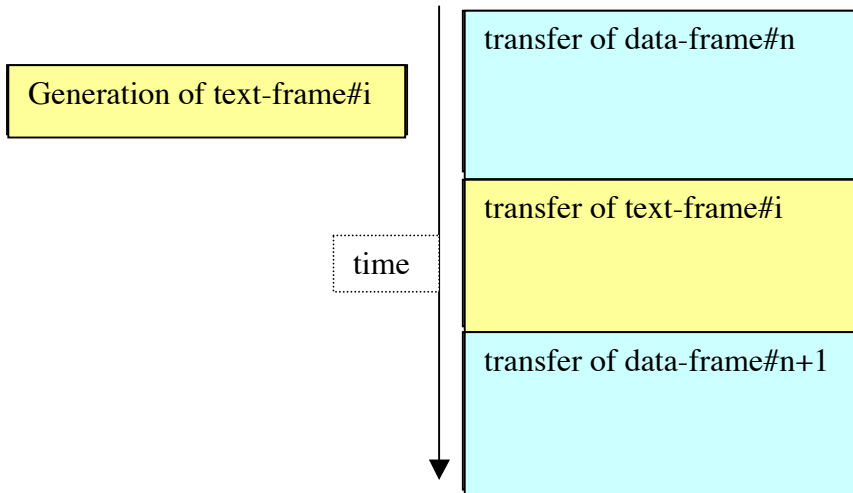 transfer of data-frame#n
Generation of text-frame#i
transfer of text-frame#i
time
transfer of data-frame#n+1